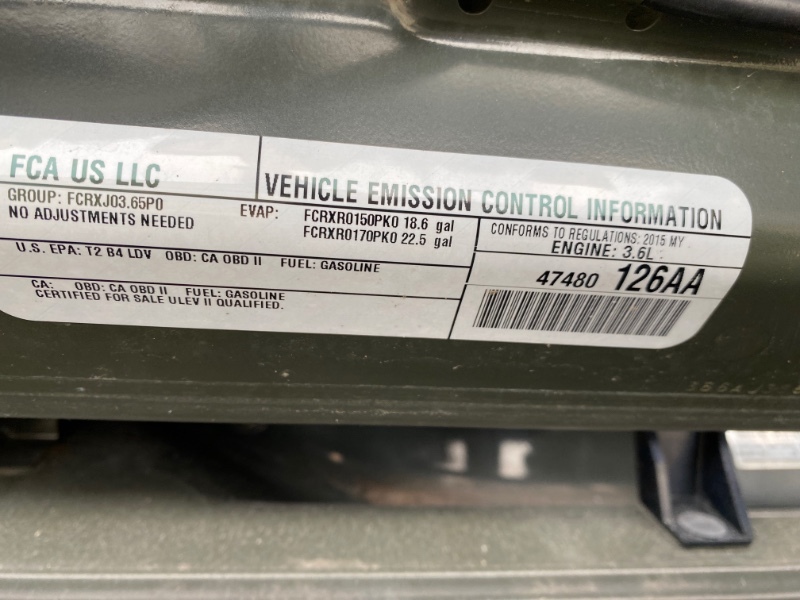 FCA US LLC
VEHICLE EMISSION CONTROL INFORMATION
GROUP: FCRXJ03.65P0
NO ADJUSTMENTS NEEDED
EVAP: FCRXR0150PK0 18.6 gal
FCRXR0170PK0 22.5 gal
CONFORMS TO REGULATIONS: 2015 MY
ENGINE: 3.6L
U.S. EPA: T2 B4 LDV OBD: CA OBD II FUEL: GASOLINE
47480 126AA
CA: OBD: CA OBD II FUEL: GASOLINE
CERTIFIED FOR SALE ULEV II QUALIFIED.